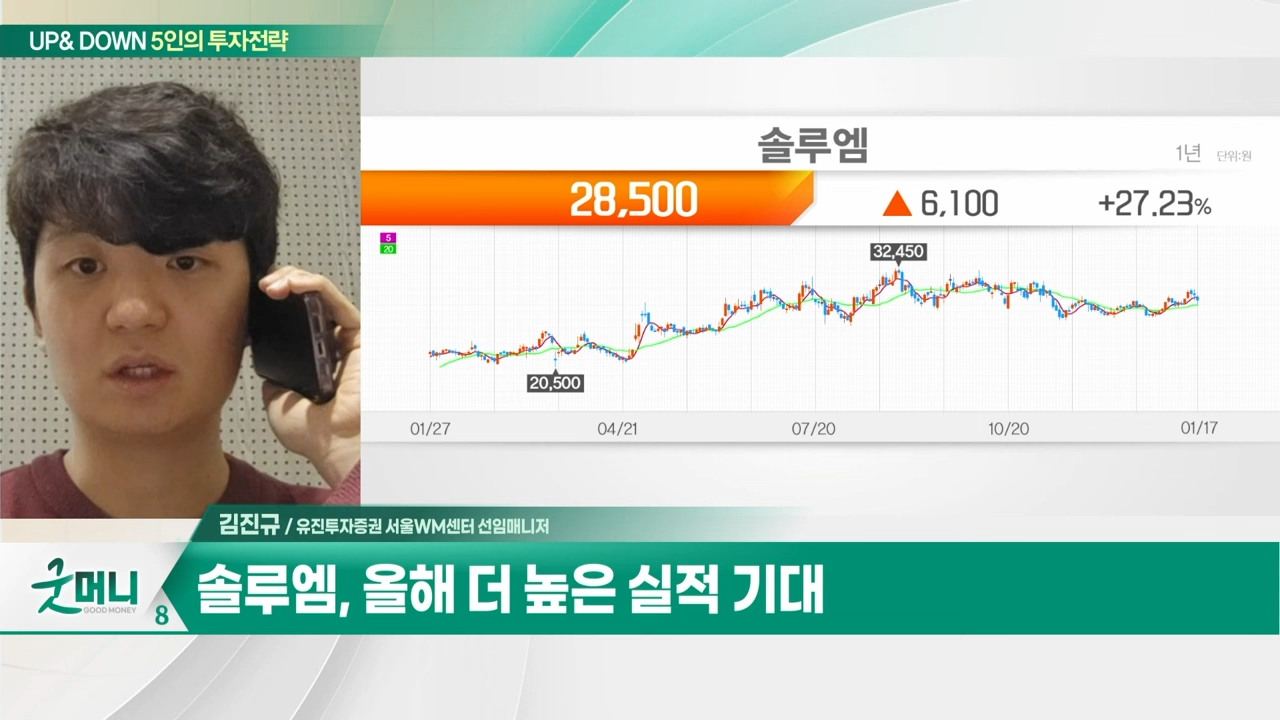 UP& DOWN 5인의 투자전략
솔루엠
1년 단위:원
28,500 ▲ 6,100 +27.23%
5
20
32,450
20,500
01/27 04/21 07/20 10/20 01/17
김진규 / 유진투자증권 서울WM센터 선임매니저
굿머니
GOOD MONEY
8
솔루엠, 올해 더 높은 실적 기대